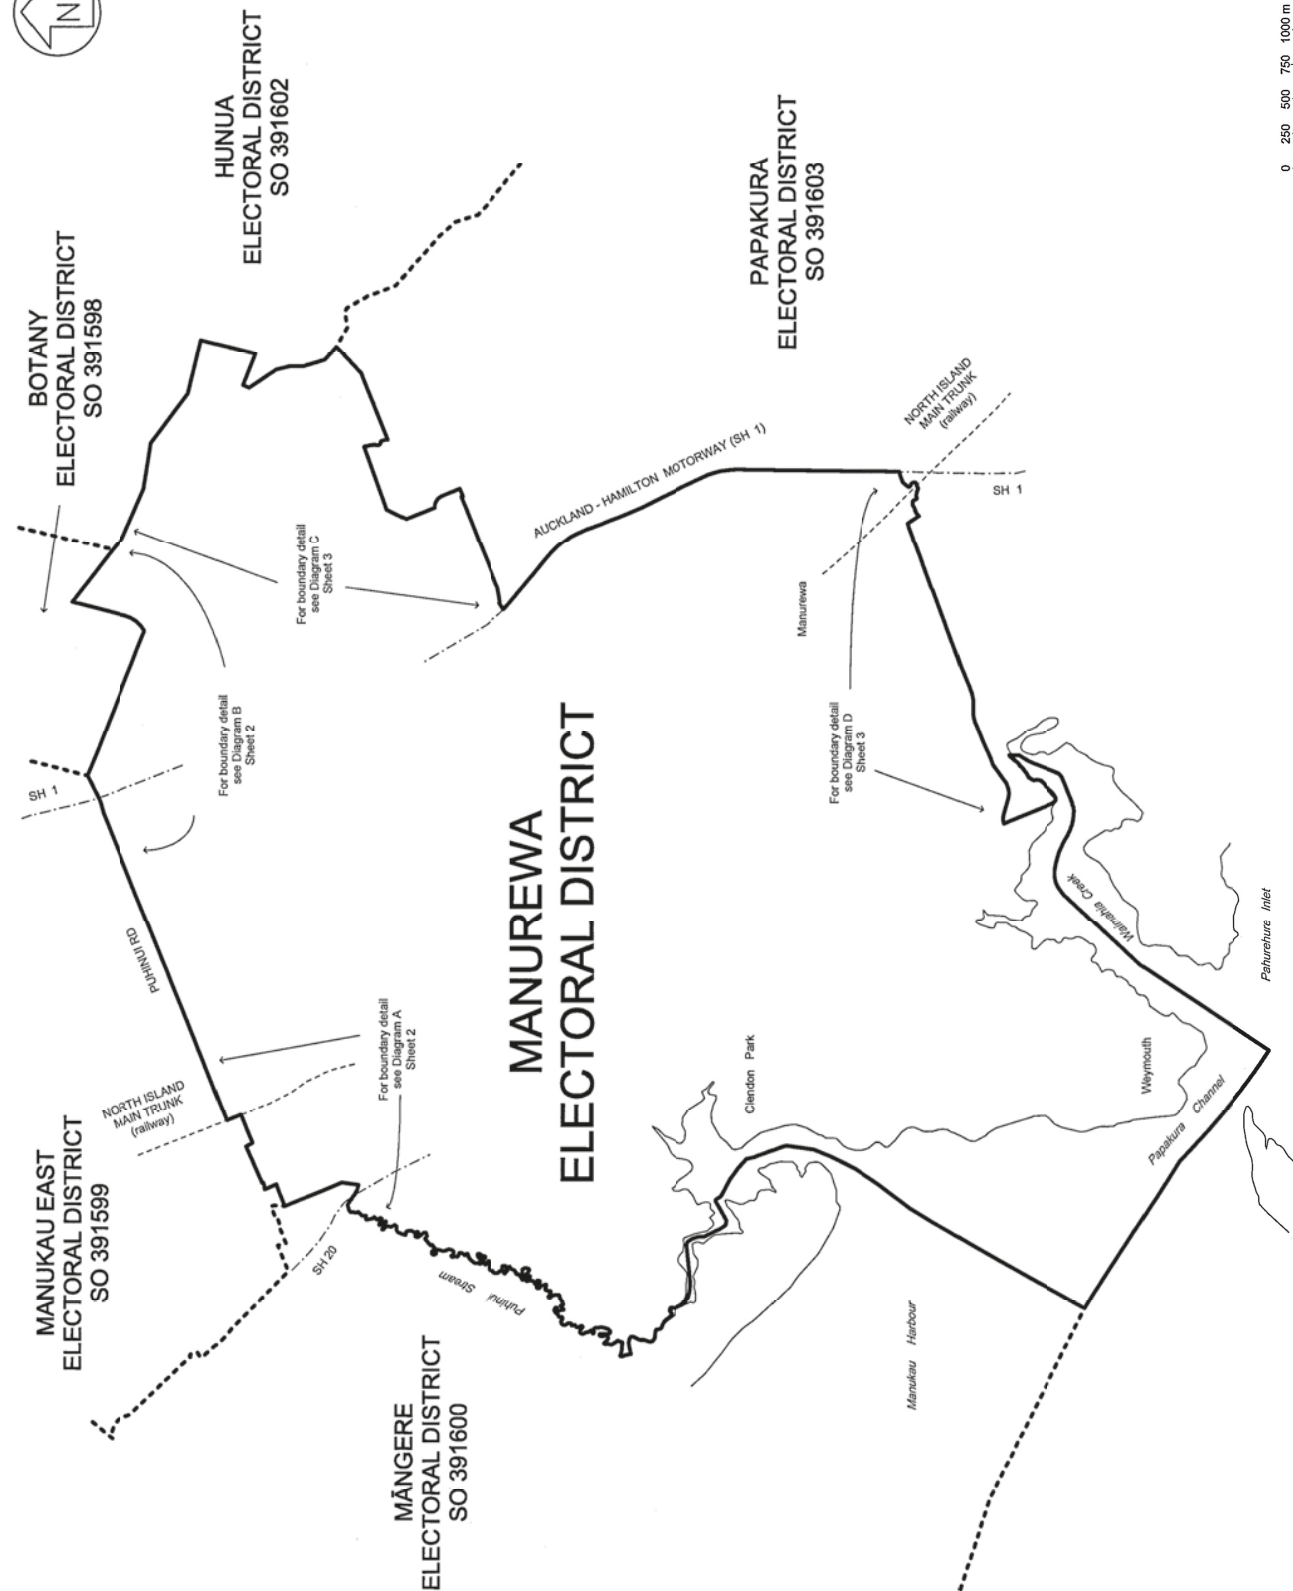 N
HUNUA
ELECTORAL DISTRICT
SO 391602
BOTANY
ELECTORAL DISTRICT
SO 391598
PAPAKURA
ELECTORAL DISTRICT
SO 391603
MANUKAU EAST
ELECTORAL DISTRICT
SO 391599
MĀNGERE
ELECTORAL DISTRICT
SO 391600
MANUREWA
ELECTORAL DISTRICT
SH 1
PUHINUI RD
NORTH ISLAND
MAIN TRUNK
(railway)
SH 20
Puhinui
Stream
For boundary detail
see Diagram A
Sheet 2
For boundary detail
see Diagram B
Sheet 2
For boundary detail
see Diagram C
Sheet 3
For boundary detail
see Diagram D
Sheet 3
AUCKLAND - HAMILTON MOTORWAY (SH 1)
NORTH ISLAND
MAIN TRUNK
(railway)
SH 1
Manurewa
Clendon Park
Weymouth
Waimahia Creek
Papakura Channel
Pahurehure Inlet
Manukau Harbour
0 250 500 750 1000 m